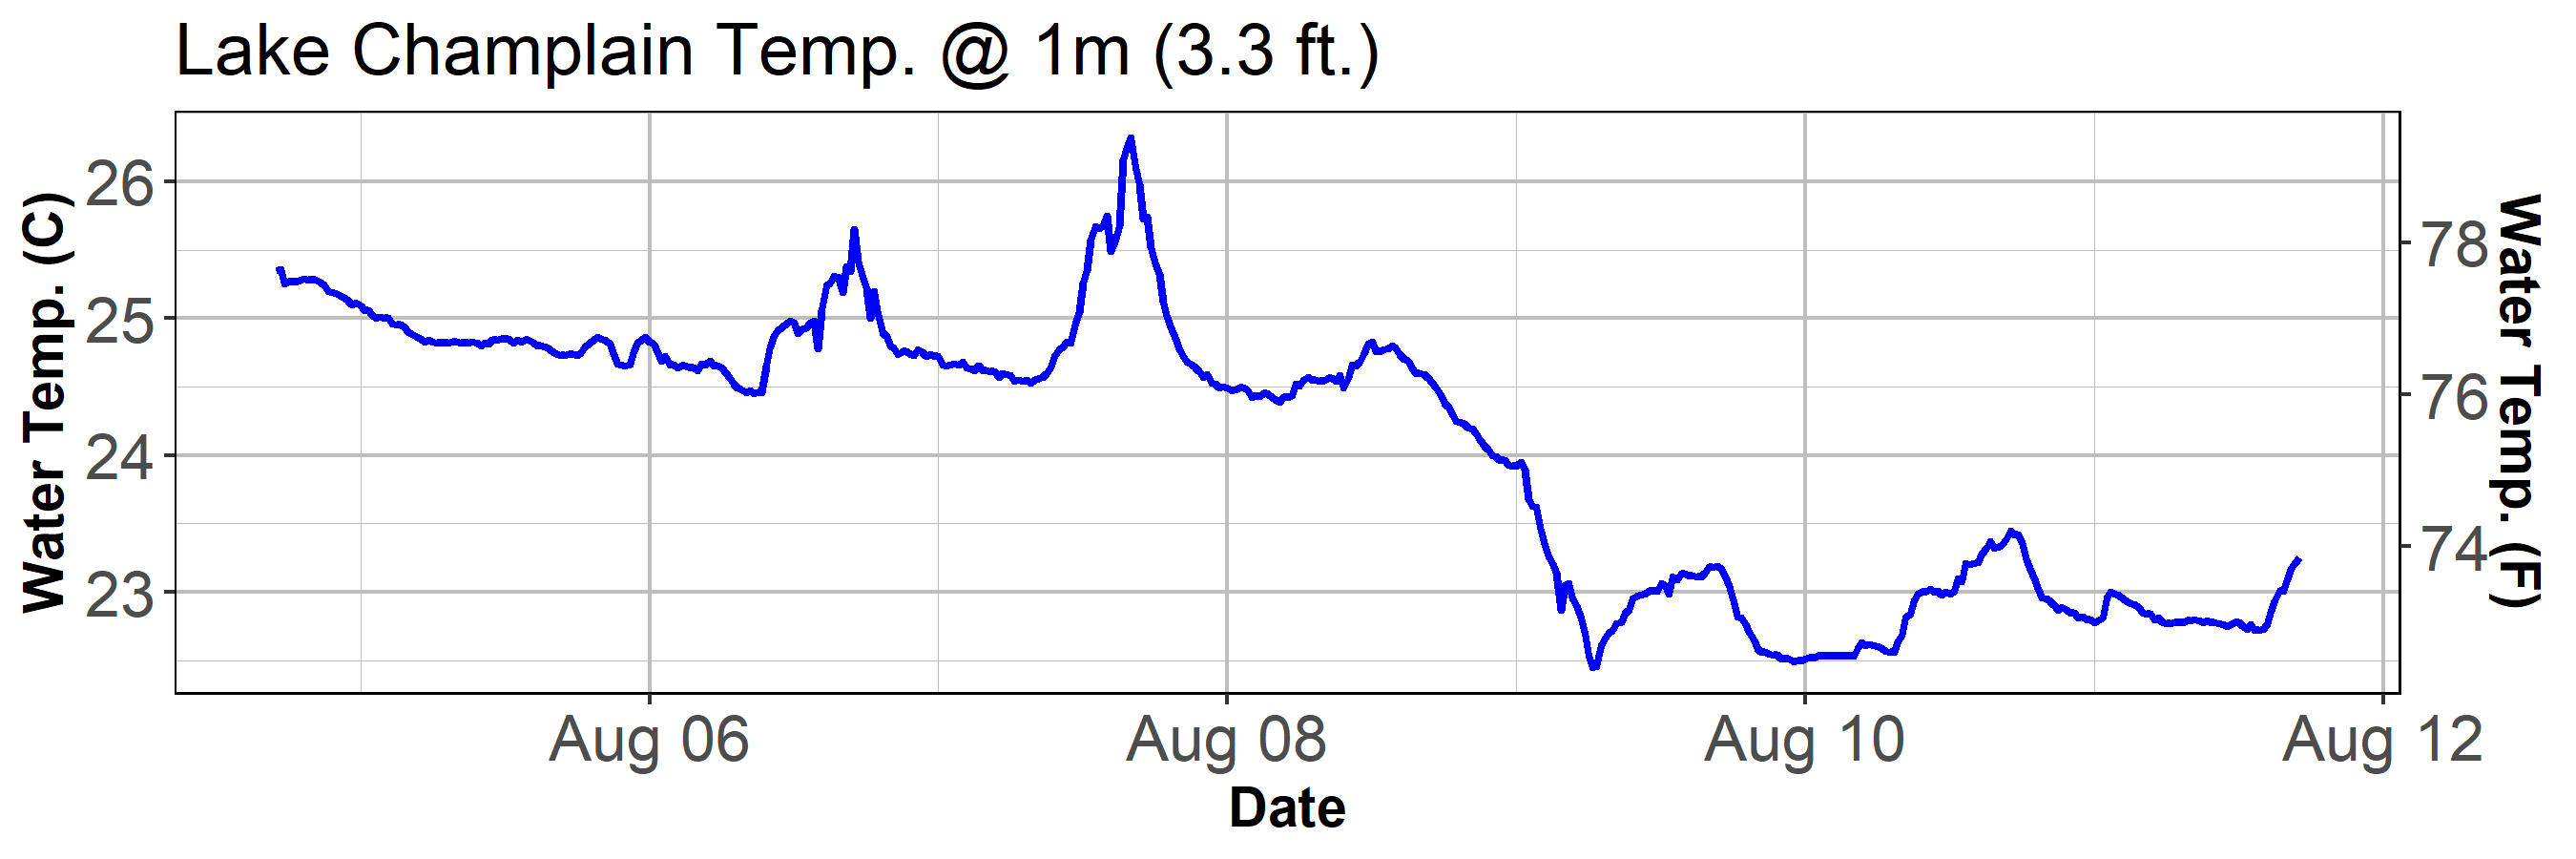 Lake Champlain Temp. @ 1m (3.3 ft.)
Water Temp. (C)
26
25
24
23
78
76
74
Water Temp. (F)
Aug 06
Aug 08
Aug 10
Aug 12
Date